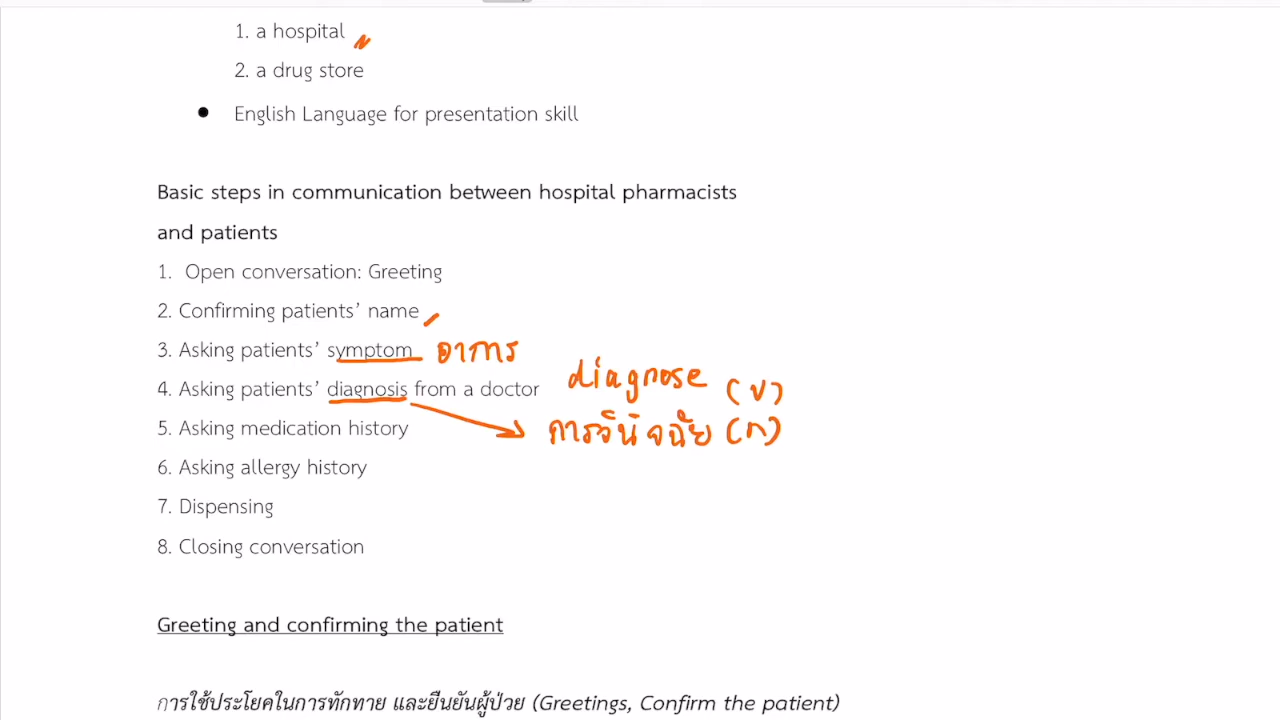 1. a hospital
2. a drug store
● English Language for presentation skill
Basic steps in communication between hospital pharmacists
and patients
1. Open conversation: Greeting
2. Confirming patients’ name
3. Asking patients’ symptom อาการ
4. Asking patients’ diagnosis from a doctor diagnose (v)
5. Asking medication history การวินิจฉัย (n)
6. Asking allergy history
7. Dispensing
8. Closing conversation
Greeting and confirming the patient
การใช้ประโยคในการทักทาย และยืนยันผู้ป่วย (Greetings, Confirm the patient)